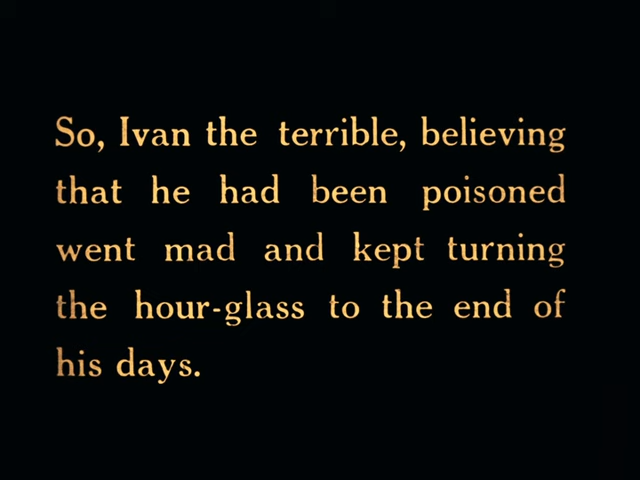 So, Ivan the terrible, believing
that he had been poisoned
went mad and kept turning
the hour-glass to the end of
his days.